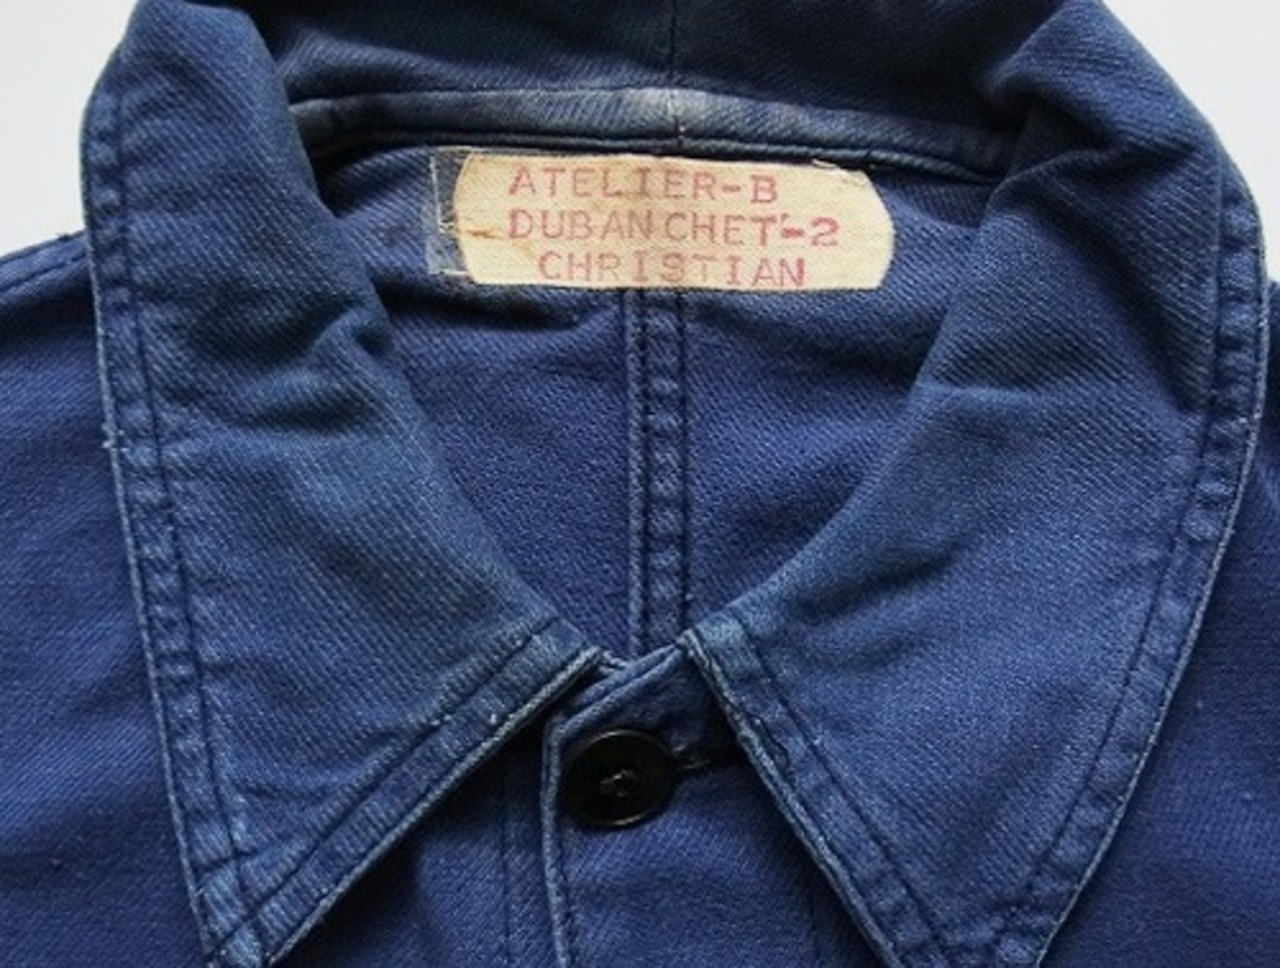 ATELIER-B
DUBANCHET-2
CHRISTIAN